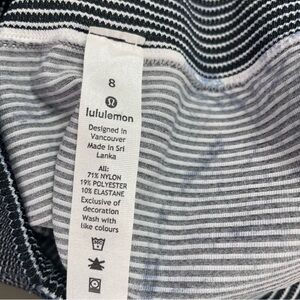 8
lululemon
Designed in
Vancouver
Made in Sri
Lanka
All:
71% NYLON
19% POLYESTER
10% ELASTANE
Exclusive of
decoration
Wash with
like colours